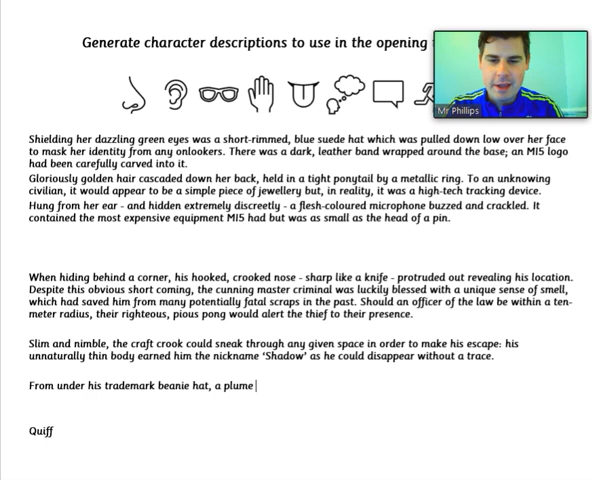 Generate character descriptions to use in the opening
Mr Phillips
Shielding her dazzling green eyes was a short-rimmed, blue suede hat which was pulled down low over her face
to mask her identity from any onlookers. There was a dark, leather band wrapped around the base; an MI5 logo
had been carefully carved into it.
Gloriously golden hair cascaded down her back, held in a tight ponytail by a metallic ring. To an unknowing
civilian, it would appear to be a simple piece of jewellery but, in reality, it was a high-tech tracking device.
Hung from her ear - and hidden extremely discreetly - a flesh-coloured microphone buzzed and crackled. It
contained the most expensive equipment MI5 had but was as small as the head of a pin.
When hiding behind a corner, his hooked, crooked nose - sharp like a knife - protruded out revealing his location.
Despite this obvious short coming, the cunning master criminal was luckily blessed with a unique sense of smell,
which had saved him from many potentially fatal scraps in the past. Should an officer of the law be within a ten-
meter radius, their righteous, pious pong would alert the thief to their presence.
Slim and nimble, the craft crook could sneak through any given space in order to make his escape: his
unnaturally thin body earned him the nickname ‘Shadow’ as he could disappear without a trace.
From under his trademark beanie hat, a plume
Quiff